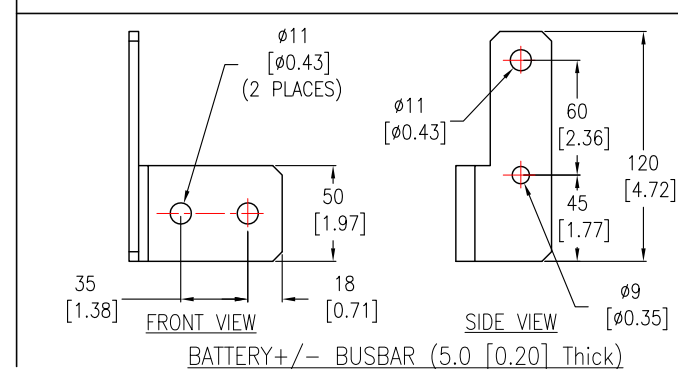 ø11
[ø0.43]
(2 PLACES)
50
[1.97]
35
[1.38]
18
[0.71]
FRONT VIEW
ø11
[ø0.43]
60
[2.36]
120
[4.72]
45
[1.77]
ø9
[ø0.35]
SIDE VIEW
BATTERY+/- BUSBAR (5.0 [0.20] Thick)